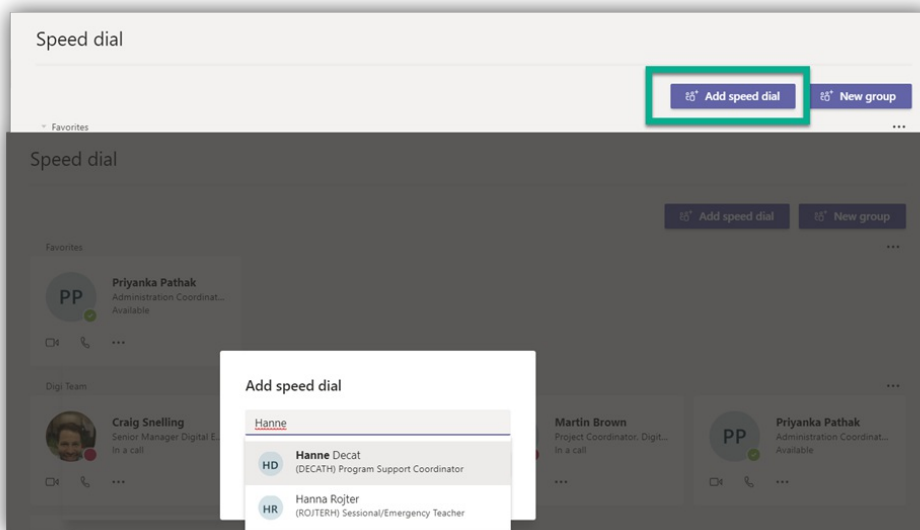 Speed dial
Add speed dial
New group
Favorites
Speed dial
Add speed dial
New group
Favorites
PP
Priyanka Pathak
Administration Coordinat...
Available
Digi Team
Add speed dial
Hanne
HD
Hanne Decat
(DECATH) Program Support Coordinator
HR
Hanna Rojter
(ROJTERH) Sessional/Emergency Teacher
Craig Snelling
Senior Manager Digital E...
In a call
Martin Brown
Project Coordinator. Digit...
In a call
PP
Priyanka Pathak
Administration Coordinat...
Available